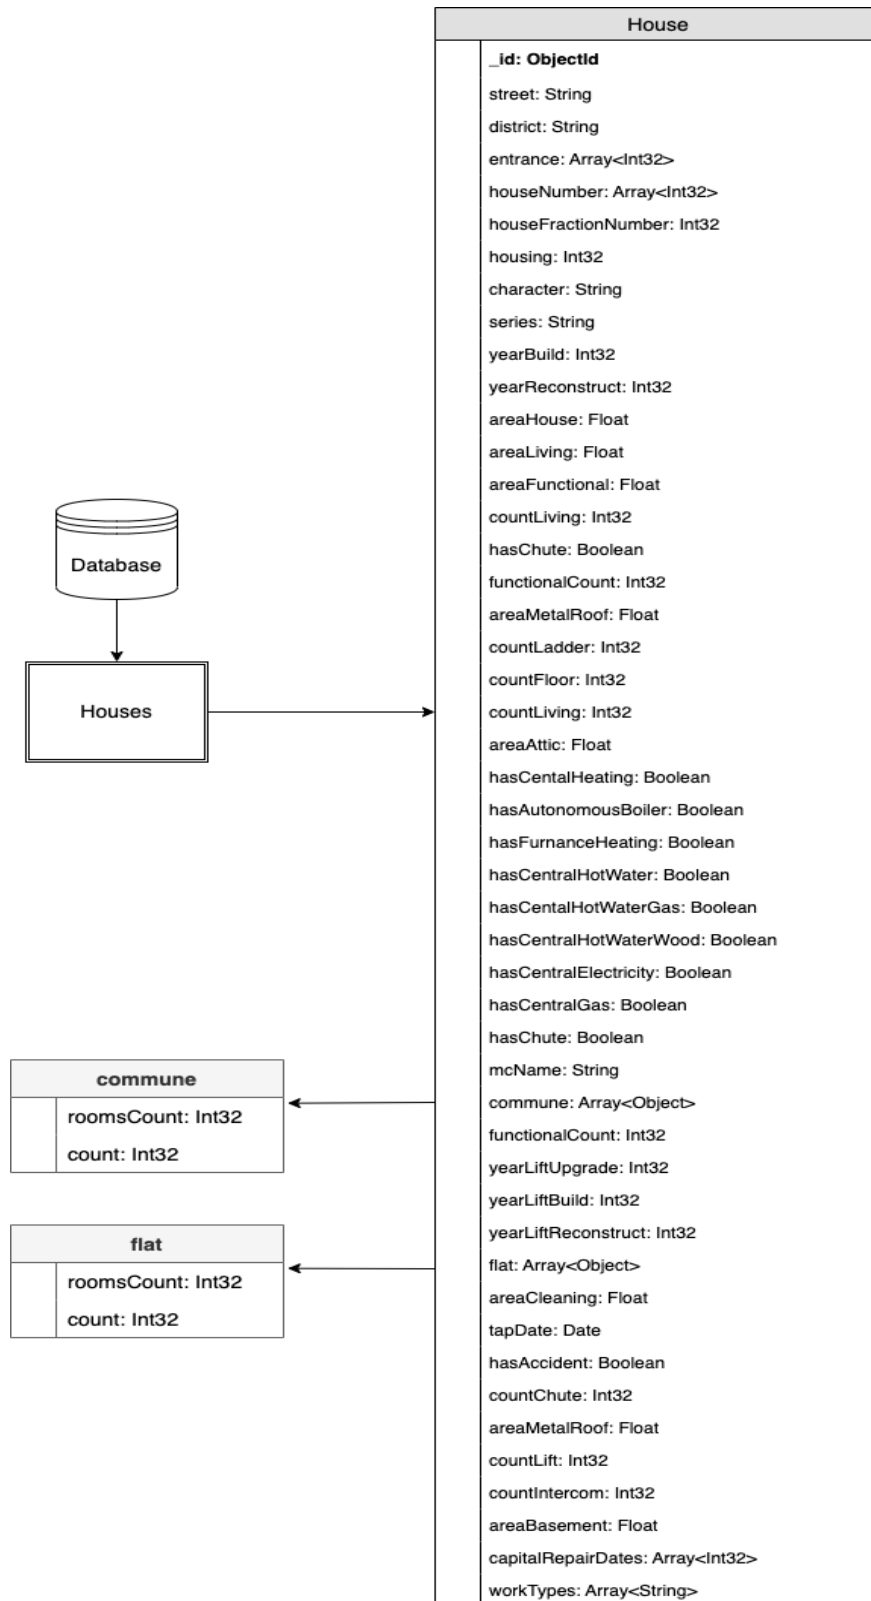 House
_id: ObjectId
street: String
district: String
entrance: Array<Int32>
houseNumber: Array<Int32>
houseFractionNumber: Int32
housing: Int32
character: String
series: String
yearBuild: Int32
yearReconstruct: Int32
areaHouse: Float
areaLiving: Float
areaFunctional: Float
countLiving: Int32
hasChute: Boolean
functionalCount: Int32
areaMetalRoof: Float
countLadder: Int32
countFloor: Int32
countLiving: Int32
areaAttic: Float
hasCentalHeating: Boolean
hasAutonomousBoiler: Boolean
hasFurnanceHeating: Boolean
hasCentralHotWater: Boolean
hasCentalHotWaterGas: Boolean
hasCentralHotWaterWood: Boolean
hasCentralElectricity: Boolean
hasCentralGas: Boolean
hasChute: Boolean
mcName: String
commune: Array<Object>
functionalCount: Int32
yearLiftUpgrade: Int32
yearLiftBuild: Int32
yearLiftReconstruct: Int32
flat: Array<Object>
areaCleaning: Float
tapDate: Date
hasAccident: Boolean
countChute: Int32
areaMetalRoof: Float
countLift: Int32
countIntercom: Int32
areaBasement: Float
capitalRepairDates: Array<Int32>
workTypes: Array<String>
Database
Houses
commune
roomsCount: Int32
count: Int32
flat
roomsCount: Int32
count: Int32